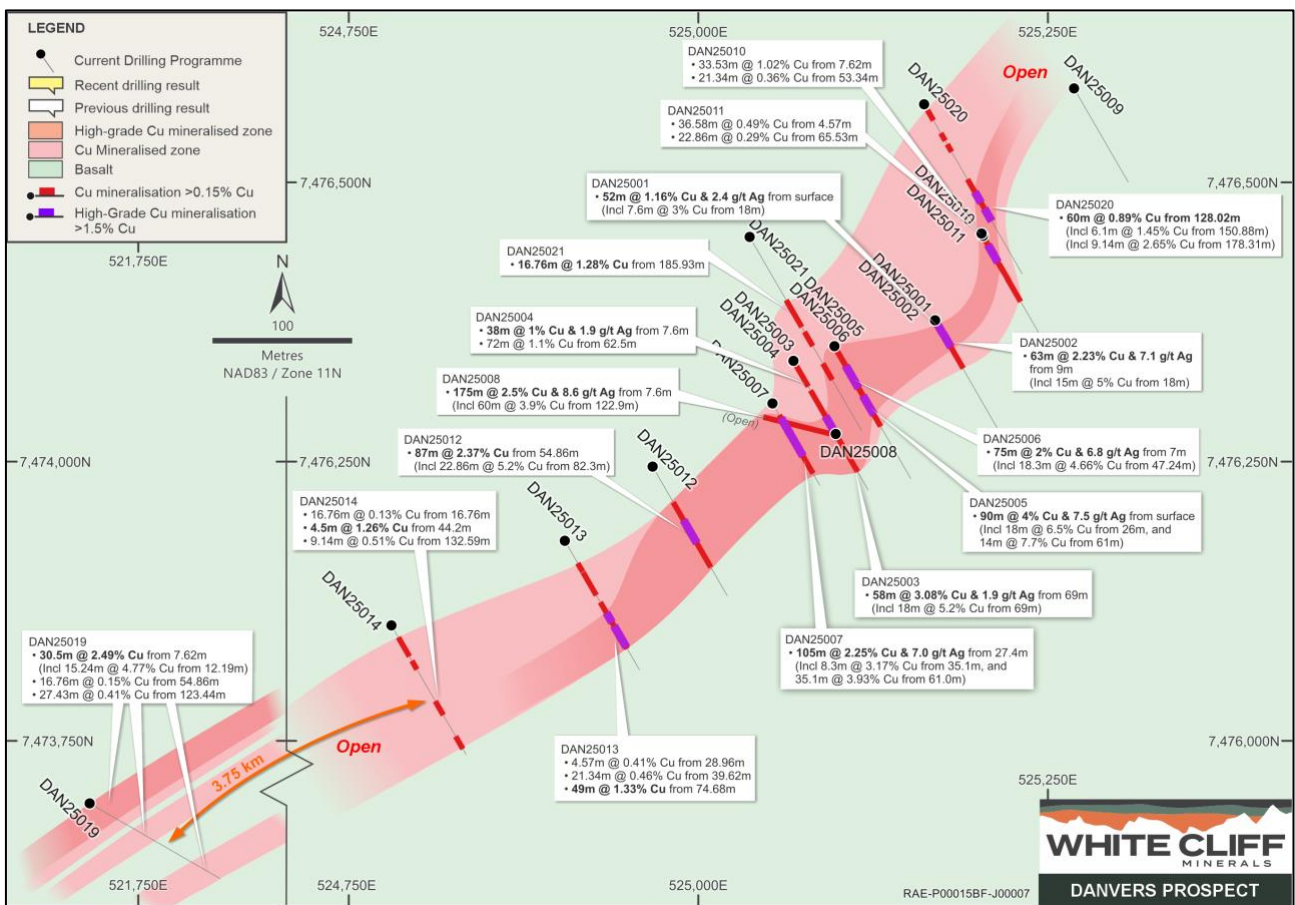 LEGEND
Current Drilling Programme
Recent drilling result
Previous drilling result
High-grade Cu mineralised zone
Cu Mineralised zone
Basalt
Cu mineralisation >0.15% Cu
High-Grade Cu mineralisation
>1.5% Cu
524,750E
525,000E
525,250E
7,476,500N
7,476,500N
521,750E
N
100
Metres
NAD83 / Zone 11N
Open
DAN25009
DAN25020
DAN25010
• 33.53m @ 1.02% Cu from 7.62m
• 21.34m @ 0.36% Cu from 53.34m
DAN25011
• 36.58m @ 0.49% Cu from 4.57m
• 22.86m @ 0.29% Cu from 65.53m
DAN25001
• 52m @ 1.16% Cu & 2.4 g/t Ag from surface
(Incl 7.6m @ 3% Cu from 18m)
DAN25010
DAN25011
DAN25020
• 60m @ 0.89% Cu from 128.02m
(Incl 6.1m @ 1.45% Cu from 150.88m)
(Incl 9.14m @ 2.65% Cu from 178.31m)
DAN25021
• 16.76m @ 1.28% Cu from 185.93m
DAN25021
DAN25001
DAN25002
DAN25005
DAN25006
DAN25003
DAN25004
DAN25004
• 38m @ 1% Cu & 1.9 g/t Ag from 7.6m
• 72m @ 1.1% Cu from 62.5m
DAN25002
• 63m @ 2.23% Cu & 7.1 g/t Ag
from 9m
(Incl 15m @ 5% Cu from 18m)
DAN25008
• 175m @ 2.5% Cu & 8.6 g/t Ag from 7.6m
(Incl 60m @ 3.9% Cu from 122.9m)
DAN25007
(Open)
DAN25008
DAN25012
• 87m @ 2.37% Cu from 54.86m
(Incl 22.86m @ 5.2% Cu from 82.3m)
DAN25012
DAN25006
• 75m @ 2% Cu & 6.8 g/t Ag from 7m
(Incl 18.3m @ 4.66% Cu from 47.24m)
7,474,000N
7,476,250N
7,476,250N
DAN25014
• 16.76m @ 0.13% Cu from 16.76m
• 4.5m @ 1.26% Cu from 44.2m
• 9.14m @ 0.51% Cu from 132.59m
DAN25013
DAN25005
• 90m @ 4% Cu & 7.5 g/t Ag from surface
(Incl 18m @ 6.5% Cu from 26m, and
14m @ 7.7% Cu from 61m)
DAN25003
• 58m @ 3.08% Cu & 1.9 g/t Ag from 69m
(Incl 18m @ 5.2% Cu from 69m)
DAN25014
DAN25007
• 105m @ 2.25% Cu & 7.0 g/t Ag from 27.4m
(Incl 8.3m @ 3.17% Cu from 35.1m, and
35.1m @ 3.93% Cu from 61.0m)
DAN25019
• 30.5m @ 2.49% Cu from 7.62m
(Incl 15.24m @ 4.77% Cu from 12.19m)
• 16.76m @ 0.15% Cu from 54.86m
• 27.43m @ 0.41% Cu from 123.44m
7,473,750N
Open
3.75 km
DAN25013
• 4.57m @ 0.41% Cu from 28.96m
• 21.34m @ 0.46% Cu from 39.62m
• 49m @ 1.33% Cu from 74.68m
7,476,000N
525,250E
DAN25019
521,750E
524,750E
525,000E
RAE-P00015BF-J00007
WHITE CLIFF
MINERALS
DANVERS PROSPECT